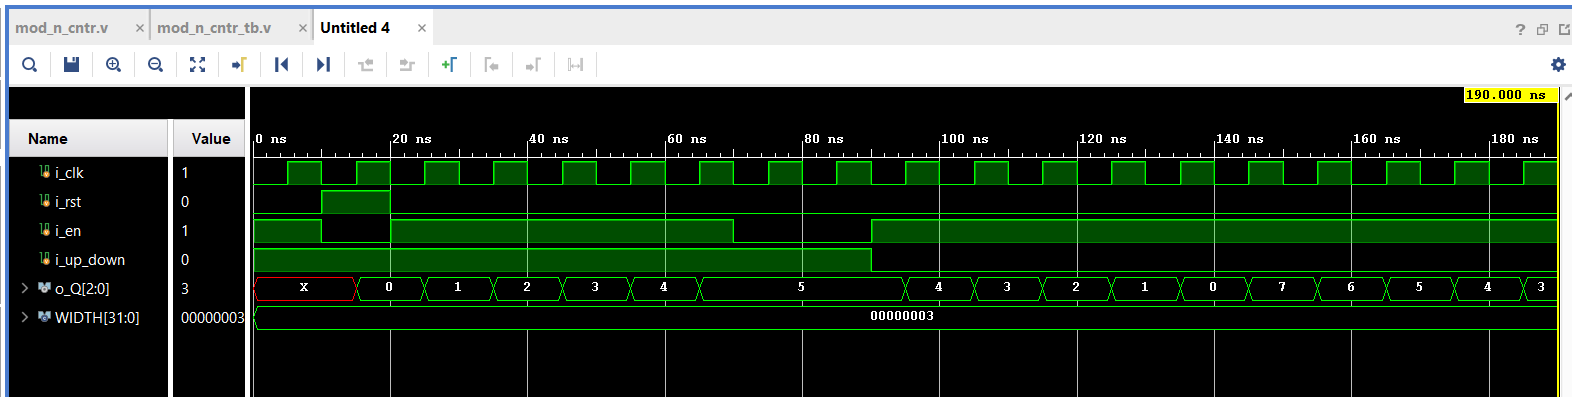 mod_n_cntr.v × mod_n_cntr_tb.v × Untitled 4 × ?
190.000 ns
Name Value
0 ns 20 ns 40 ns 60 ns 80 ns 100 ns 120 ns 140 ns 160 ns 180 ns
i_clk 1
i_rst 0
i_en 1
i_up_down 0
o_Q[2:0] 3 X 0 1 2 3 4 5 4 3 2 1 0 7 6 5 4 3
WIDTH[31:0] 00000003 00000003